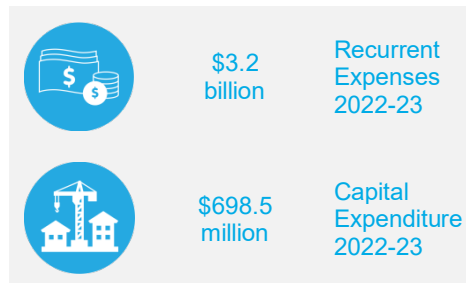 $
$
$3.2
billion
Recurrent
Expenses
2022-23
$698.5
million
Capital
Expenditure
2022-23